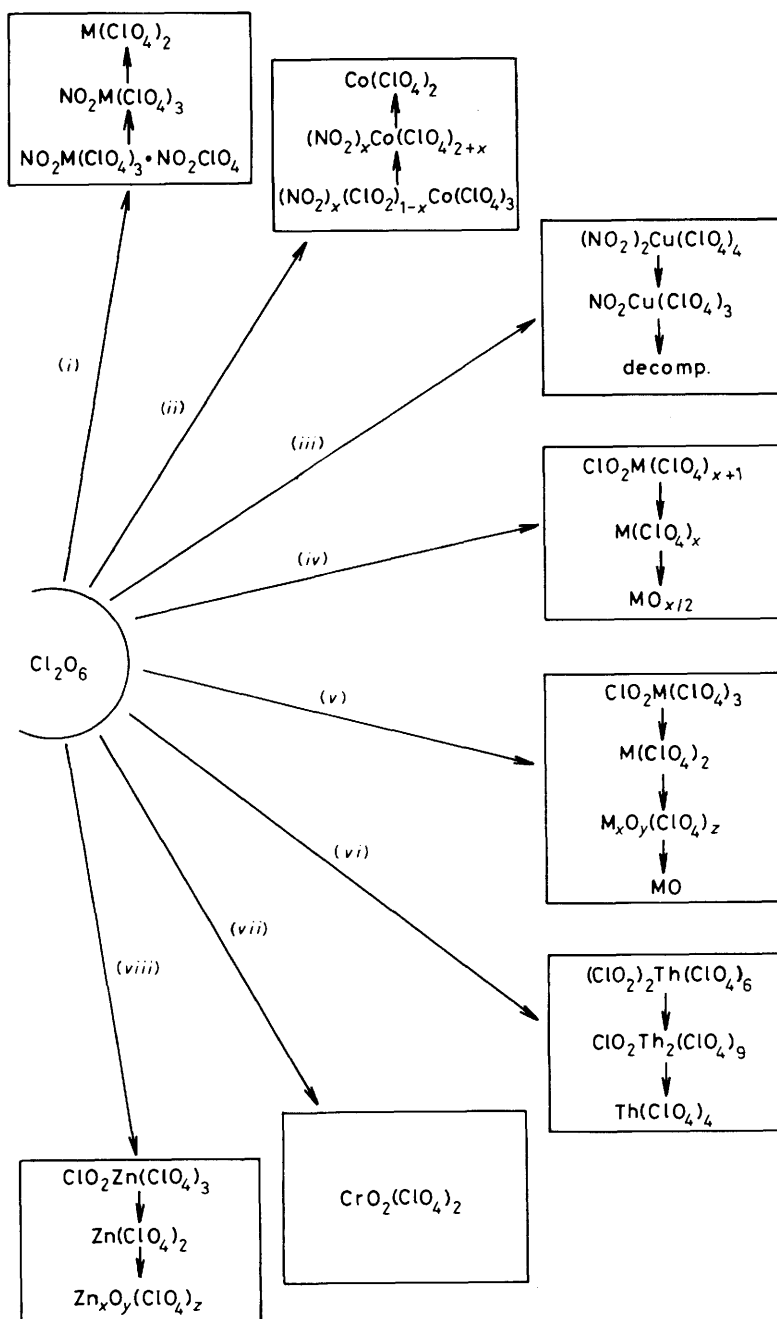 M(ClO₄)₂
NO₂M(ClO₄)₃
NO₂M(ClO₄)₃•NO₂ClO₄
Co(ClO₄)₂
(NO₂)ₓCo(ClO₄)₂₊ₓ
(NO₂)ₓ(ClO₂)₁₋ₓCo(ClO₄)₃
(NO₂)₂Cu(ClO₄)₄
NO₂Cu(ClO₄)₃
decomp.
(i)
(ii)
(iii)
ClO₂M(ClO₄)ₓ₊₁
M(ClO₄)ₓ
MOₓ/₂
(iv)
Cl₂O₆
(v)
ClO₂M(ClO₄)₃
M(ClO₄)₂
MₓOᵧ(ClO₄)z
MO
(vi)
(vii)
(viii)
(ClO₂)₂Th(ClO₄)₆
ClO₂Th₂(ClO₄)₉
Th(ClO₄)₄
CrO₂(ClO₄)₂
ClO₂Zn(ClO₄)₃
Zn(ClO₄)₂
ZnₓOᵧ(ClO₄)z